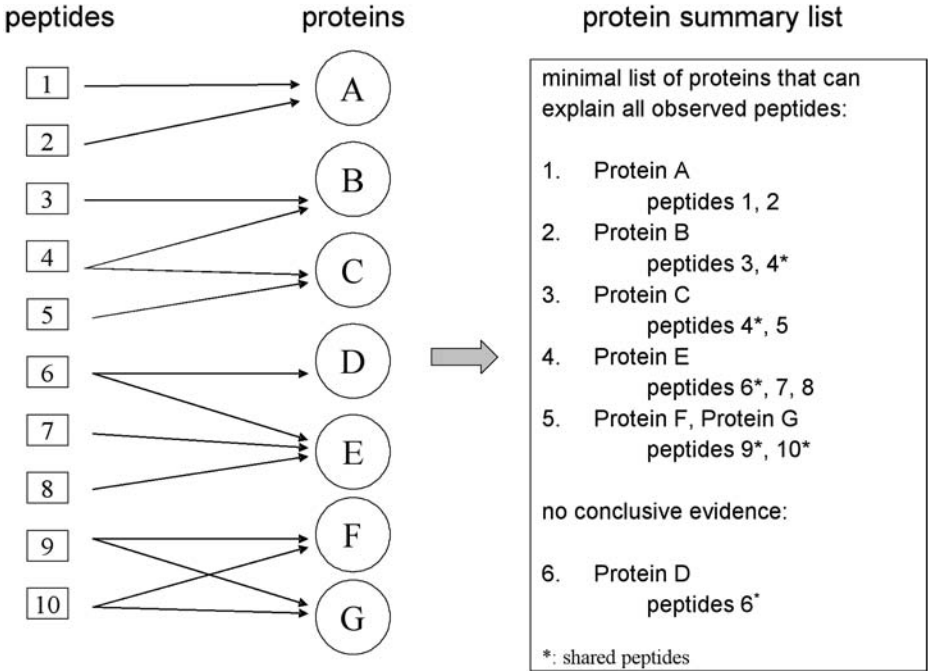 peptides
proteins
protein summary list
1
2
3
4
5
6
7
8
9
10
A
B
C
D
E
F
G
minimal list of proteins that can
explain all observed peptides:
1. Protein A
peptides 1, 2
2. Protein B
peptides 3, 4*
3. Protein C
peptides 4*, 5
4. Protein E
peptides 6*, 7, 8
5. Protein F, Protein G
peptides 9*, 10*
no conclusive evidence:
6. Protein D
peptides 6*
*: shared peptides